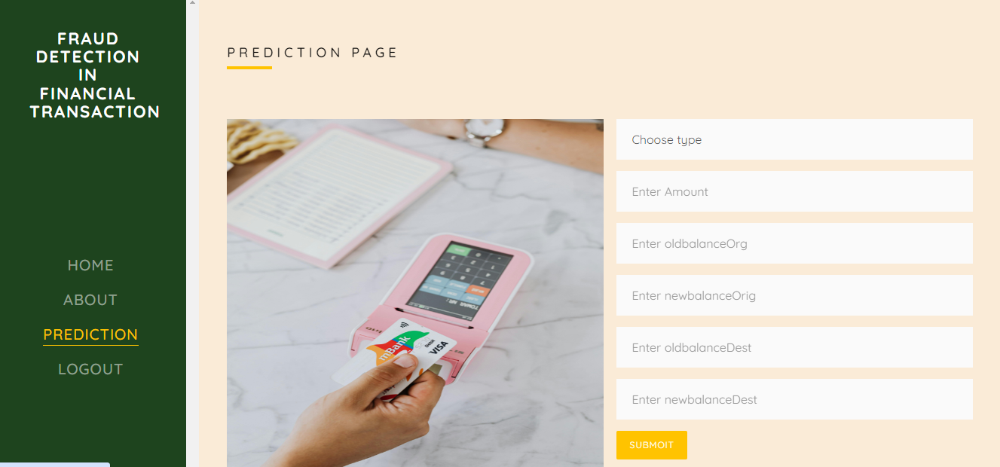 FRAUD
DETECTION
IN
FINANCIAL
TRANSACTION
HOME
ABOUT
PREDICTION
LOGOUT
PREDICTION PAGE
mBank
Debit
VISA
Choose type
Enter Amount
Enter oldbalanceOrg
Enter newbalanceOrig
Enter oldbalanceDest
Enter newbalanceDest
SUBMOIT